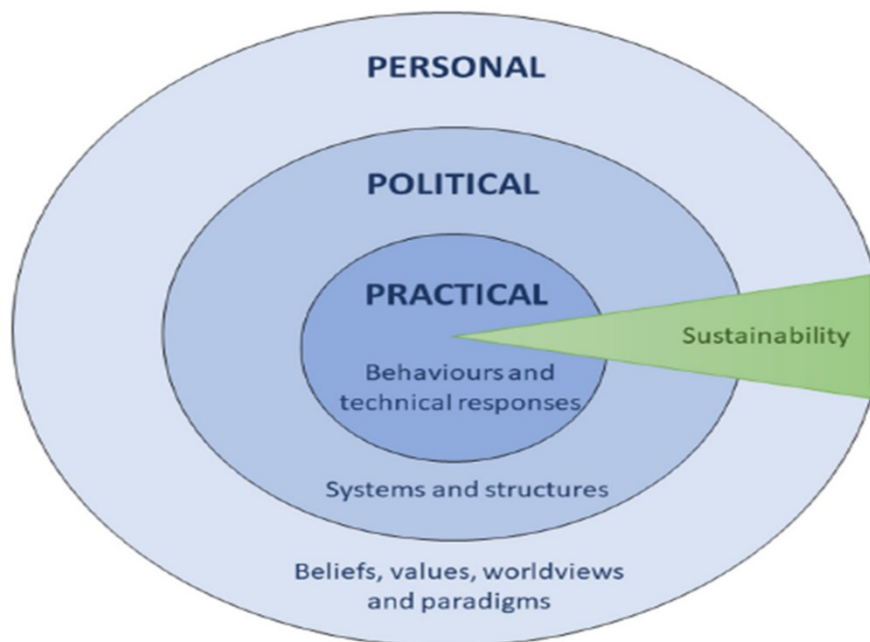 PERSONAL
POLITICAL
PRACTICAL
Sustainability
Behaviours and
technical responses
Systems and structures
Beliefs, values, worldviews
and paradigms